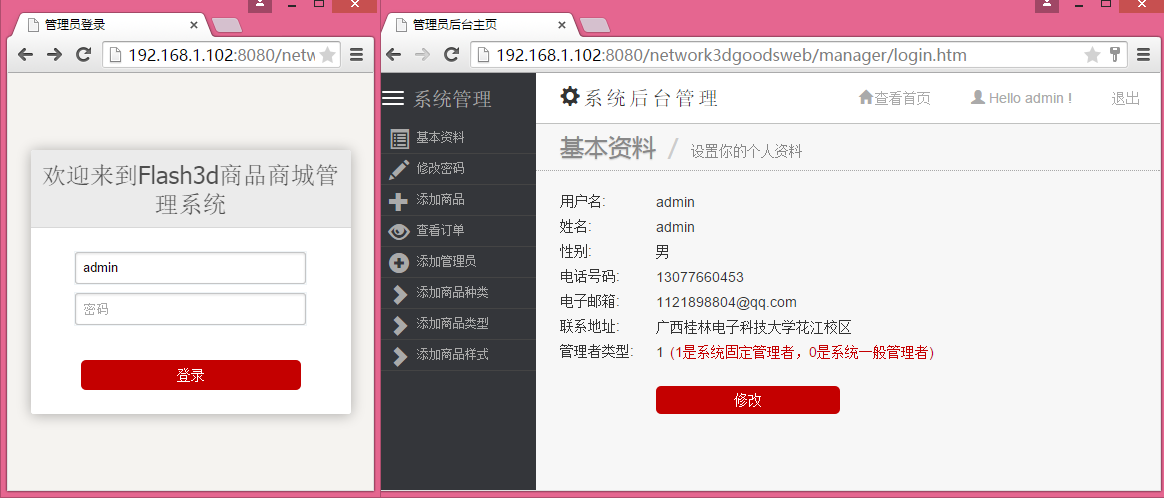 管理员登录
192.168.1.102:8080/netw
欢迎来到Flash3d商品商城管
理系统
admin
密码
登录
管理员后台主页
192.168.1.102:8080/network3dgoodsweb/manager/login.htm
系统管理
基本资料
修改密码
添加商品
查看订单
添加管理员
添加商品种类
添加商品类型
添加商品样式
系统后台管理 查看首页 Hello admin ! 退出
基本资料 / 设置你的个人资料
用户名: admin
姓名: admin
性别: 男
电话号码: 13077660453
电子邮箱: 1121898804@qq.com
联系地址: 广西桂林电子科技大学花江校区
管理者类型: 1 (1是系统固定管理者，0是系统一般管理者)
修改